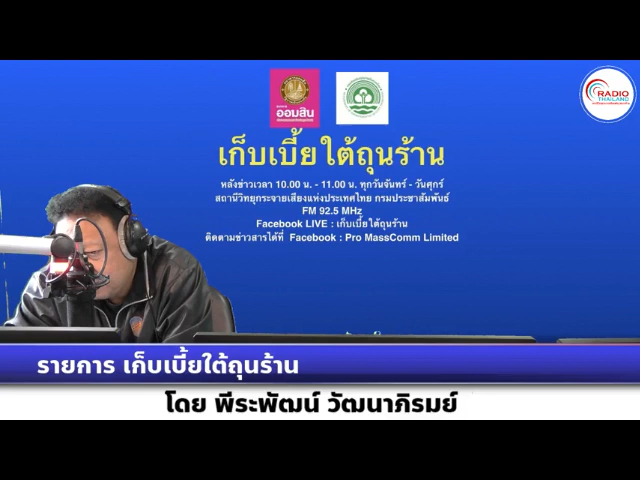 RADIO
THAILAND
ออมสิน
เก็บเบี้ยใต้ถุนร้าน
หลังข่าวเวลา 10.00 น. - 11.00 น. ทุกวันจันทร์ - วันศุกร์
สถานีวิทยุกระจายเสียงแห่งประเทศไทย กรมประชาสัมพันธ์
FM 92.5 MHz
Facebook LIVE : เก็บเบี้ยใต้ถุนร้าน
ติดตามข่าวสารได้ที่ Facebook : Pro MassComm Limited
รายการ เก็บเบี้ยใต้ถุนร้าน
โดย พีระพัฒน์ วัฒนาภิรมย์